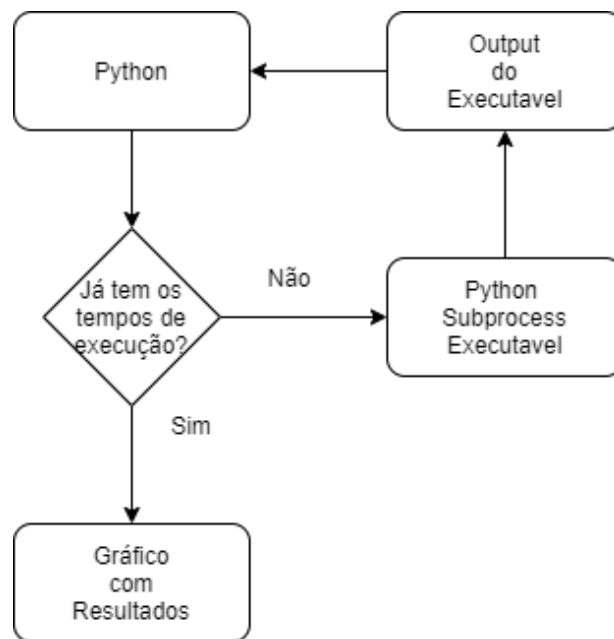 Python
Output
do
Executavel
Já tem os
tempos de
execução?
Não
Python
Subprocess
Executavel
Sim
Gráfico
com
Resultados